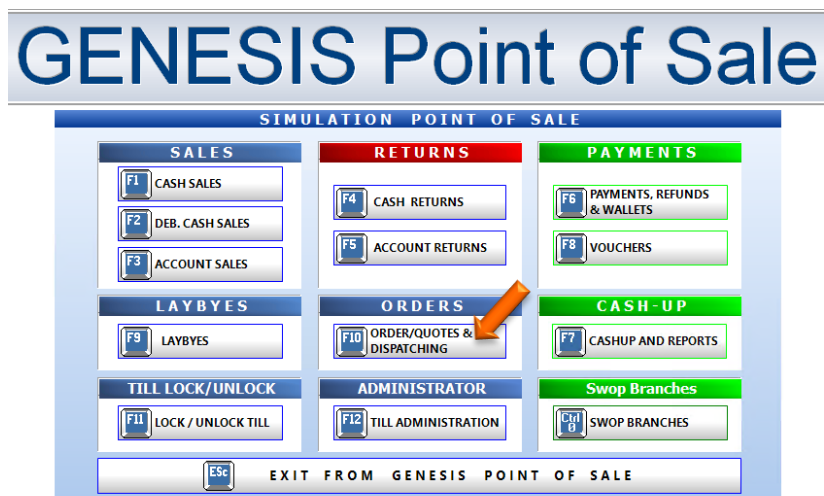 GENESIS Point of Sale
SIMULATION POINT OF SALE
SALES
F1 CASH SALES
F2 DEB. CASH SALES
F3 ACCOUNT SALES
RETURNS
F4 CASH RETURNS
F5 ACCOUNT RETURNS
PAYMENTS
F6 PAYMENTS, REFUNDS
& WALLETS
F8 VOUCHERS
LAYBYES
F9 LAYBYES
ORDERS
F10 ORDER/QUOTES &
DISPATCHING
CASH-UP
F7 CASHUP AND REPORTS
TILL LOCK/UNLOCK
F11 LOCK / UNLOCK TILL
ADMINISTRATOR
F12 TILL ADMINISTRATION
Swop Branches
Ctrl 0 SWOP BRANCHES
ESc EXIT FROM GENESIS POINT OF SALE